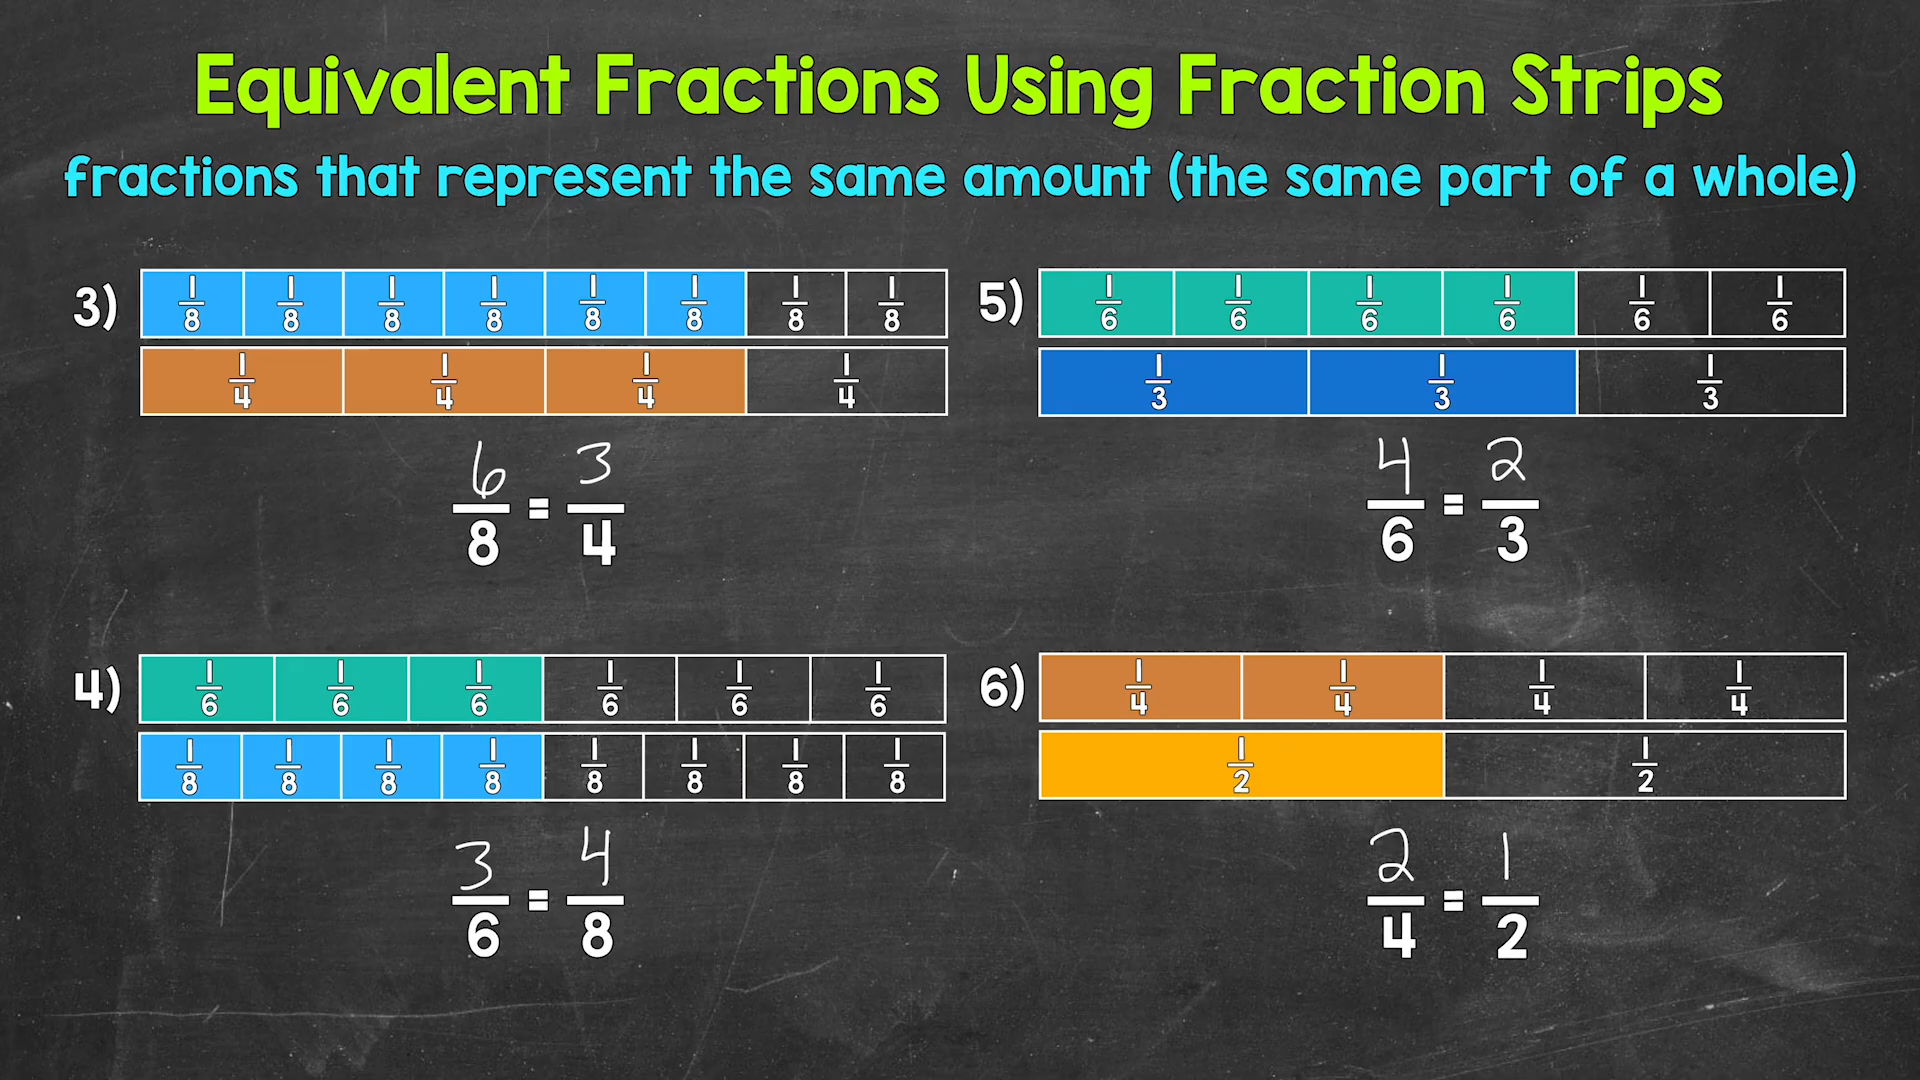 Equivalent Fractions Using Fraction Strips
fractions that represent the same amount (the same part of a whole)
3)
1/8 1/8 1/8 1/8 1/8 1/8 1/8 1/8
1/4 1/4 1/4 1/4
6/8 = 3/4
4)
1/6 1/6 1/6 1/6 1/6 1/6
1/8 1/8 1/8 1/8 1/8 1/8 1/8 1/8
3/6 = 4/8
5)
1/6 1/6 1/6 1/6 1/6 1/6
1/3 1/3 1/3
4/6 = 2/3
6)
1/4 1/4 1/4 1/4
1/2 1/2
2/4 = 1/2